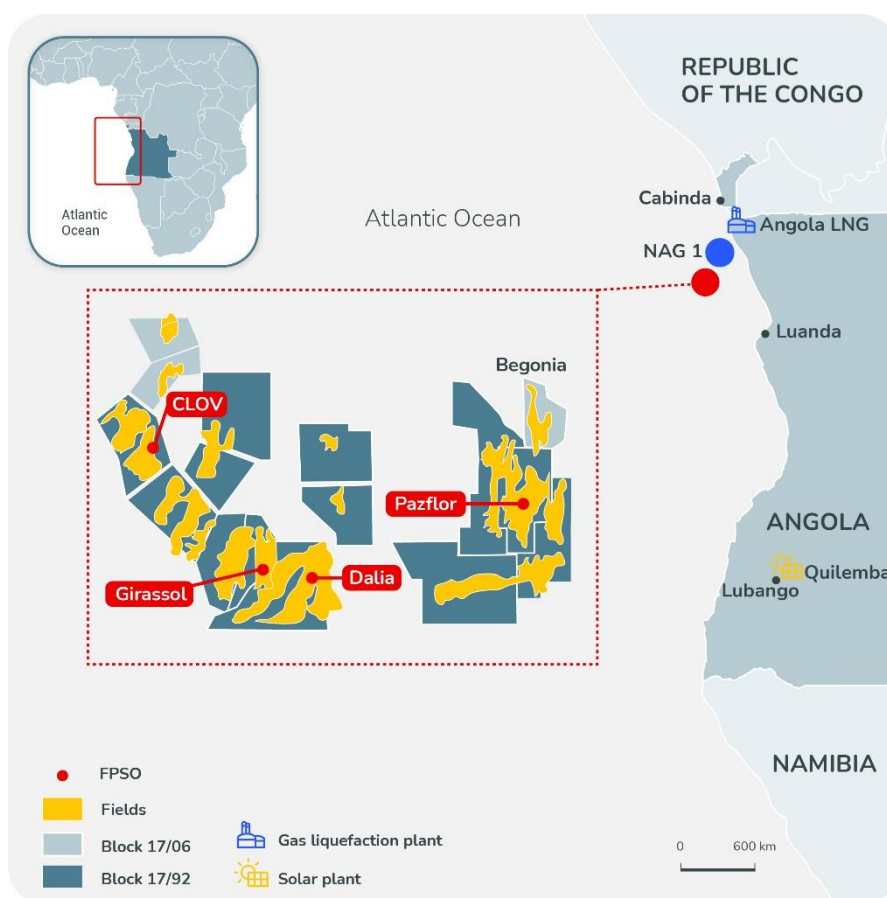 REPUBLIC
OF THE CONGO
Atlantic
Ocean
Atlantic Ocean
Cabinda
Angola LNG
NAG 1
Luanda
Begonia
CLOV
Pazflor
ANGOLA
Girassol
Dalia
Quilemba
Lubango
NAMIBIA
FPSO
Fields
Block 17/06
Block 17/92
Gas liquefaction plant
Solar plant
0 600 km